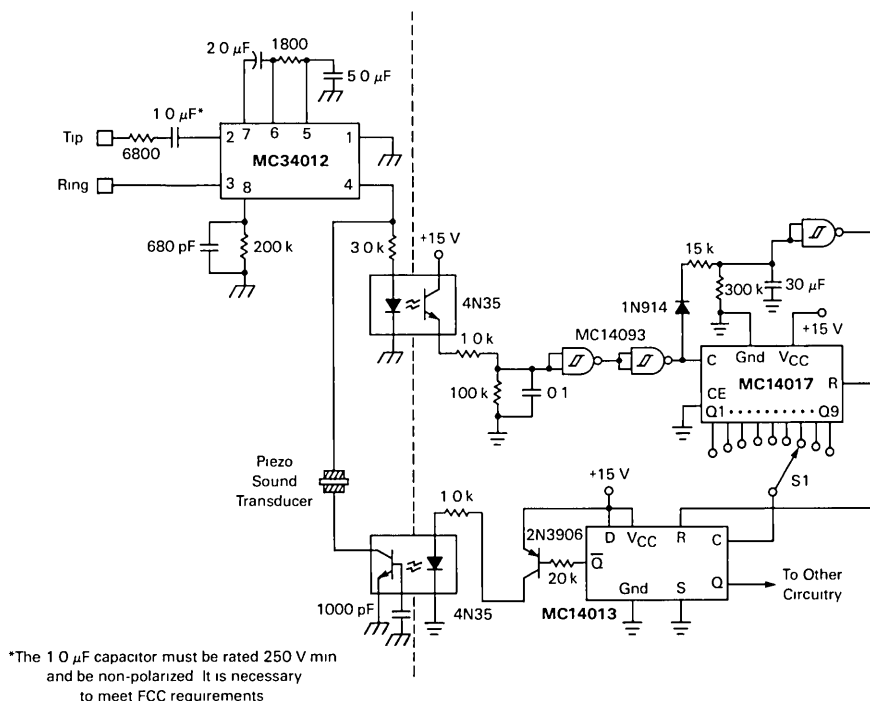 2 0 µF
1800
5 0 µF
1 0 µF*
Tip
6800
2
7
6
5
1
MC34012
Ring
3
8
4
680 pF
200 k
3 0 k
+15 V
4N35
1 0 k
100 k
0 1
MC14093
1N914
15 k
300 k
30 µF
+15 V
C
Gnd
VCC
MC14017
R
CE
Q1 . . . . . . . . . . Q9
S1
Piezo
Sound
Transducer
1 0 k
1000 pF
4N35
+15 V
2N3906
20 k
D
VCC
R
C
Q̅
Q
Gnd
S
MC14013
To Other
Circuitry
*The 1 0 µF capacitor must be rated 250 V min
and be non-polarized It is necessary
to meet FCC requirements